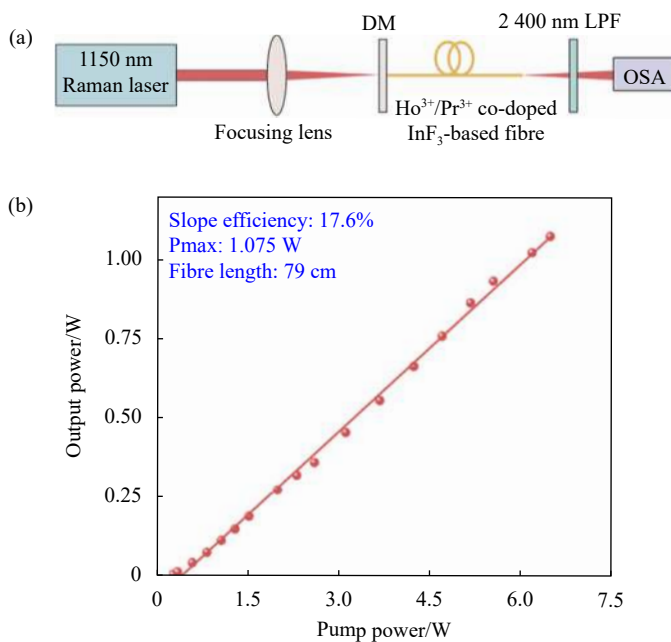 (a)
DM
2 400 nm LPF
1150 nm
Raman laser
OSA
Focusing lens
Ho³⁺/Pr³⁺ co-doped
InF₃-based fibre
(b)
Slope efficiency: 17.6%
Pmax: 1.075 W
Fibre length: 79 cm
1.00
0.75
0.50
0.25
0
Output power/W
0 1.5 3.0 4.5 6.0 7.5
Pump power/W